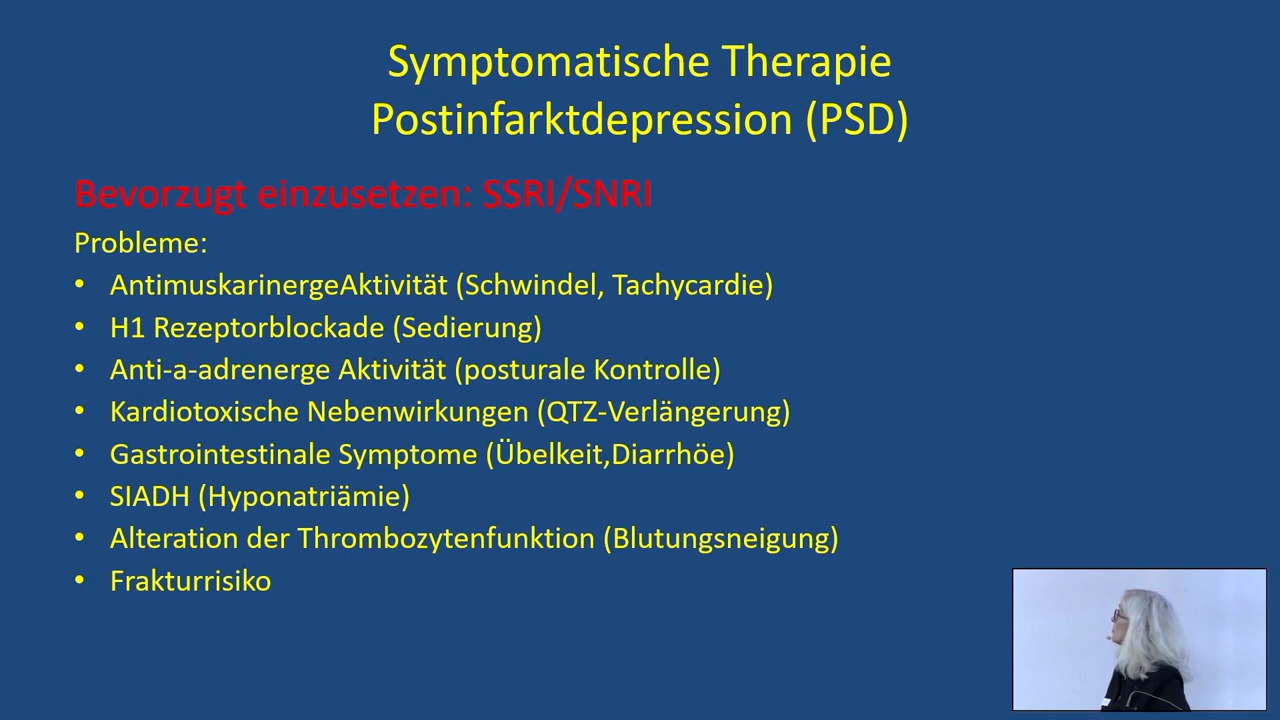 Symptomatische Therapie
Postinfarktdepression (PSD)
Bevorzugt einzusetzen: SSRI/SNRI
Probleme:
• AntimuskarinergeAktivität (Schwindel, Tachycardie)
• H1 Rezeptorblockade (Sedierung)
• Anti-a-adrenerge Aktivität (posturale Kontrolle)
• Kardiotoxische Nebenwirkungen (QTZ-Verlängerung)
• Gastrointestinale Symptome (Übelkeit,Diarrhöe)
• SIADH (Hyponatriämie)
• Alteration der Thrombozytenfunktion (Blutungsneigung)
• Frakturrisiko